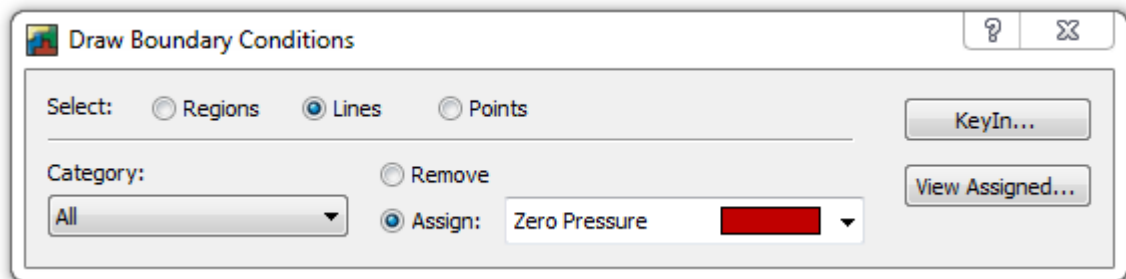 Draw Boundary Conditions
Select: Regions Lines Points
KeyIn...
Category: Remove
View Assigned...
All Assign: Zero Pressure